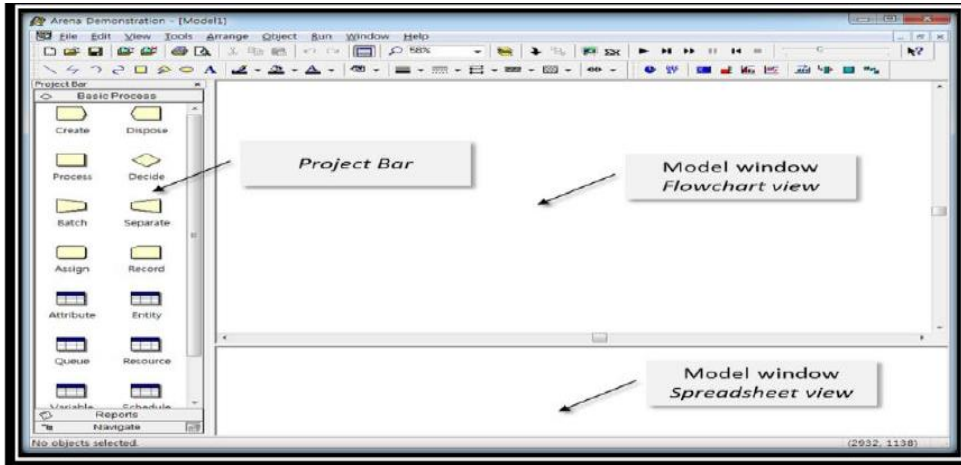 Arena Demonstration - [Model1]
File Edit View Tools Arrange Object Run Window Help
58%
Project Bar
Basic Process
Create Dispose
Process Decide
Batch Separate
Assign Record
Attribute Entity
Queue Resource
Variable Schedule
Reports
Navigate
Project Bar
Model window
Flowchart view
Model window
Spreadsheet view
No objects selected.
(2932, 1138)